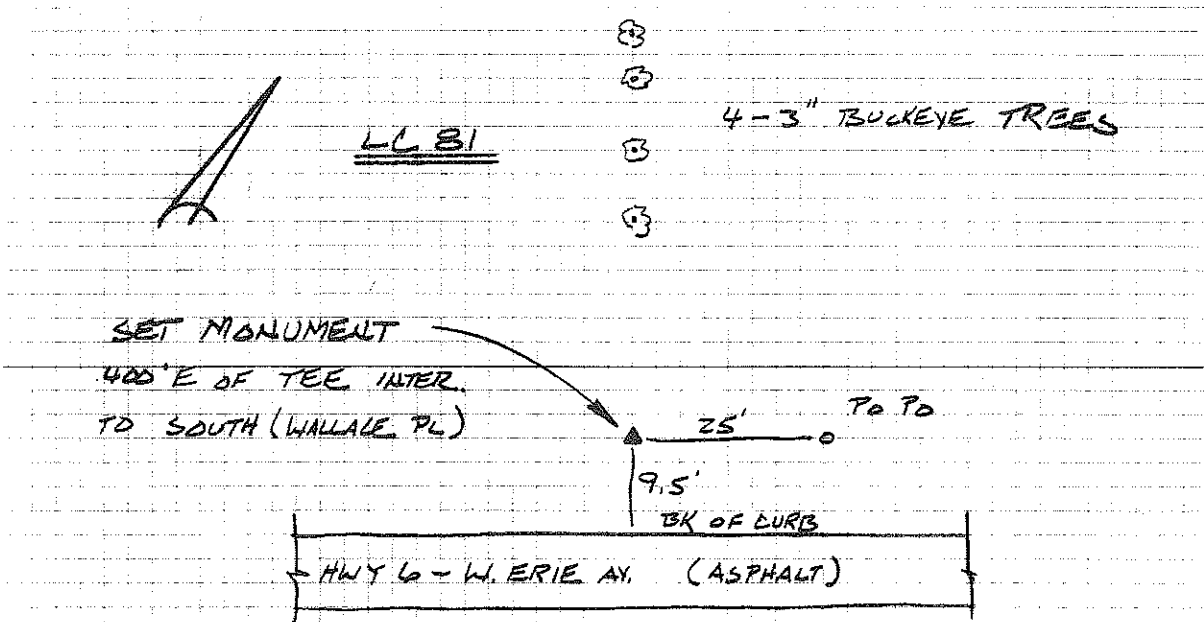 LC 81
4-3" BUCKEYE TREES
SET MONUMENT
400' E OF TEE INTER.
TO SOUTH (WALLACE PL)
25'
PO PO
9.5'
BK OF CURB
HWY 6 - W. ERIE AV. (ASPHALT)